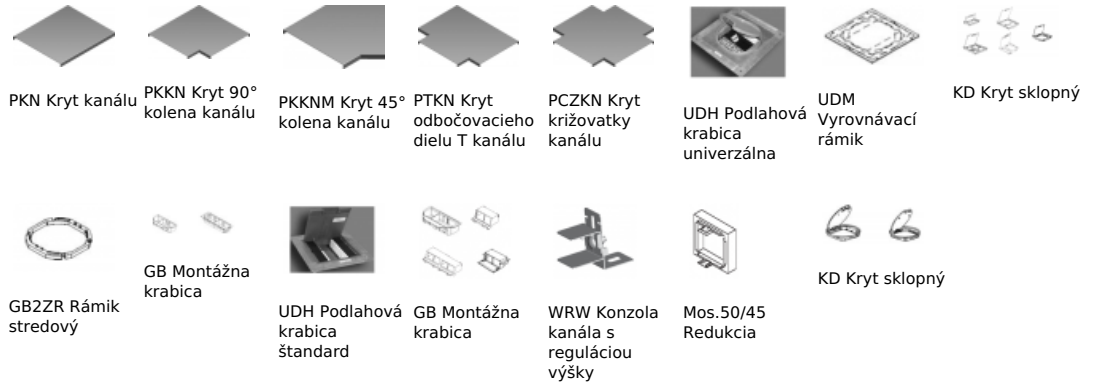 PKN Kryt kanálu
PKKN Kryt 90°
kolena kanálu
PKKNM Kryt 45°
kolena kanálu
PTKN Kryt
odbočovacieho
dielu T kanálu
PCZKN Kryt
križovatky
kanálu
UDH Podlahová
krabica
univerzálna
UDM
Vyrovnávací
rámik
KD Kryt sklopný
GB2ZR Rámik
stredový
GB Montážna
krabica
UDH Podlahová
krabica
štandard
GB Montážna
krabica
WRW Konzola
kanála s
reguláciou
výšky
Mos.50/45
Redukcia
KD Kryt sklopný